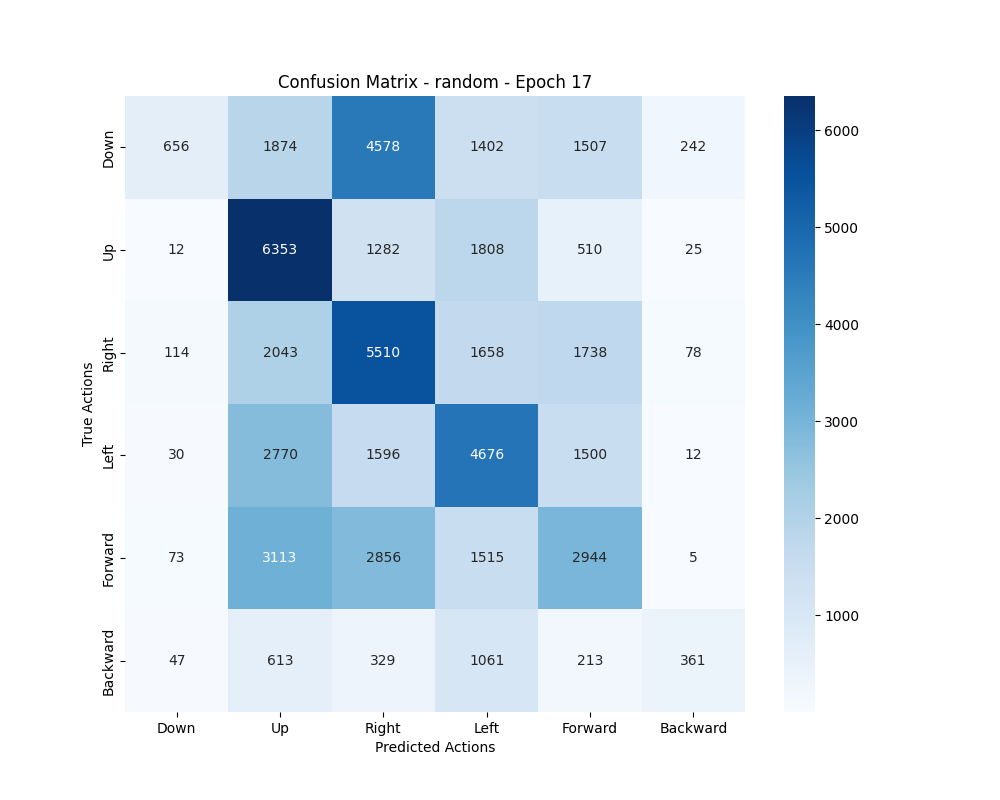 Confusion Matrix - random - Epoch 17
True Actions
Down 656 1874 4578 1402 1507 242
Up 12 6353 1282 1808 510 25
Right 114 2043 5510 1658 1738 78
Left 30 2770 1596 4676 1500 12
Forward 73 3113 2856 1515 2944 5
Backward 47 613 329 1061 213 361
Down Up Right Left Forward Backward
Predicted Actions
6000
5000
4000
3000
2000
1000